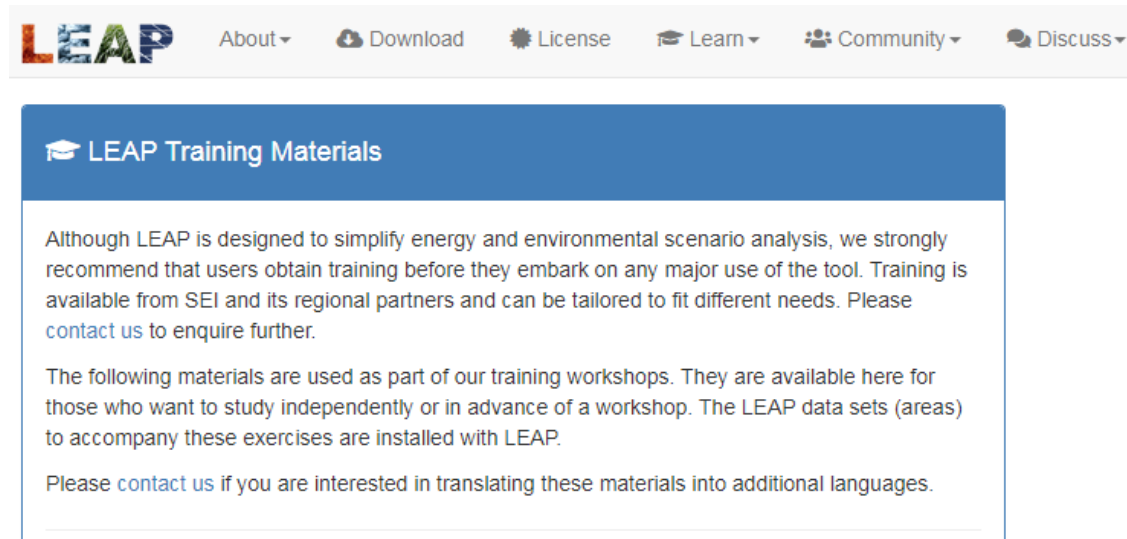 LEAP About Download License Learn Community Discuss
LEAP Training Materials
Although LEAP is designed to simplify energy and environmental scenario analysis, we strongly
recommend that users obtain training before they embark on any major use of the tool. Training is
available from SEI and its regional partners and can be tailored to fit different needs. Please
contact us to enquire further.
The following materials are used as part of our training workshops. They are available here for
those who want to study independently or in advance of a workshop. The LEAP data sets (areas)
to accompany these exercises are installed with LEAP.
Please contact us if you are interested in translating these materials into additional languages.